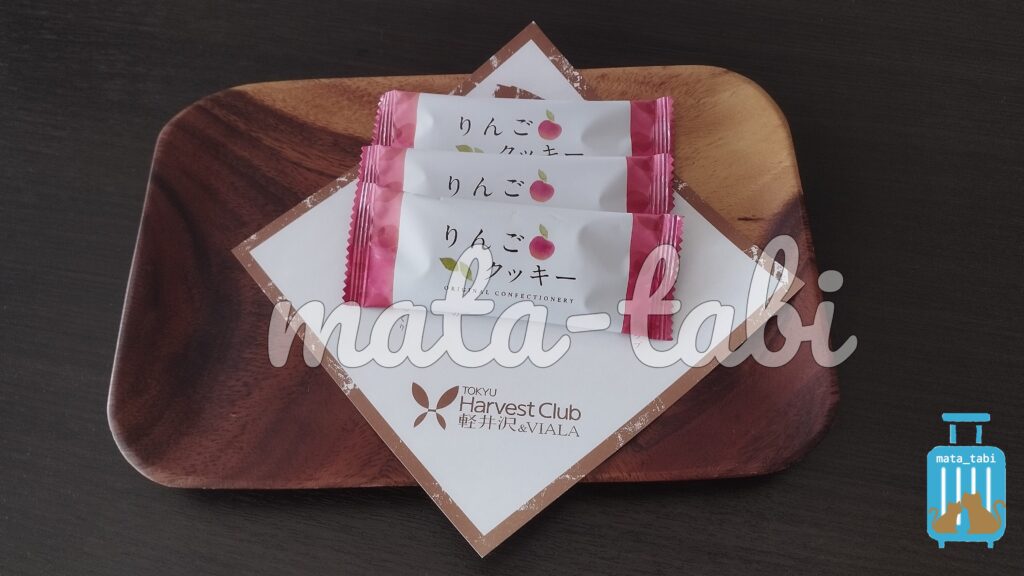 りんご
クッキー
りんご
りんご
クッキー
ORIGINAL CONFECTIONERY
mata-tabi
TOKYU
Harvest Club
軽井沢&VIALA
mata_tabi